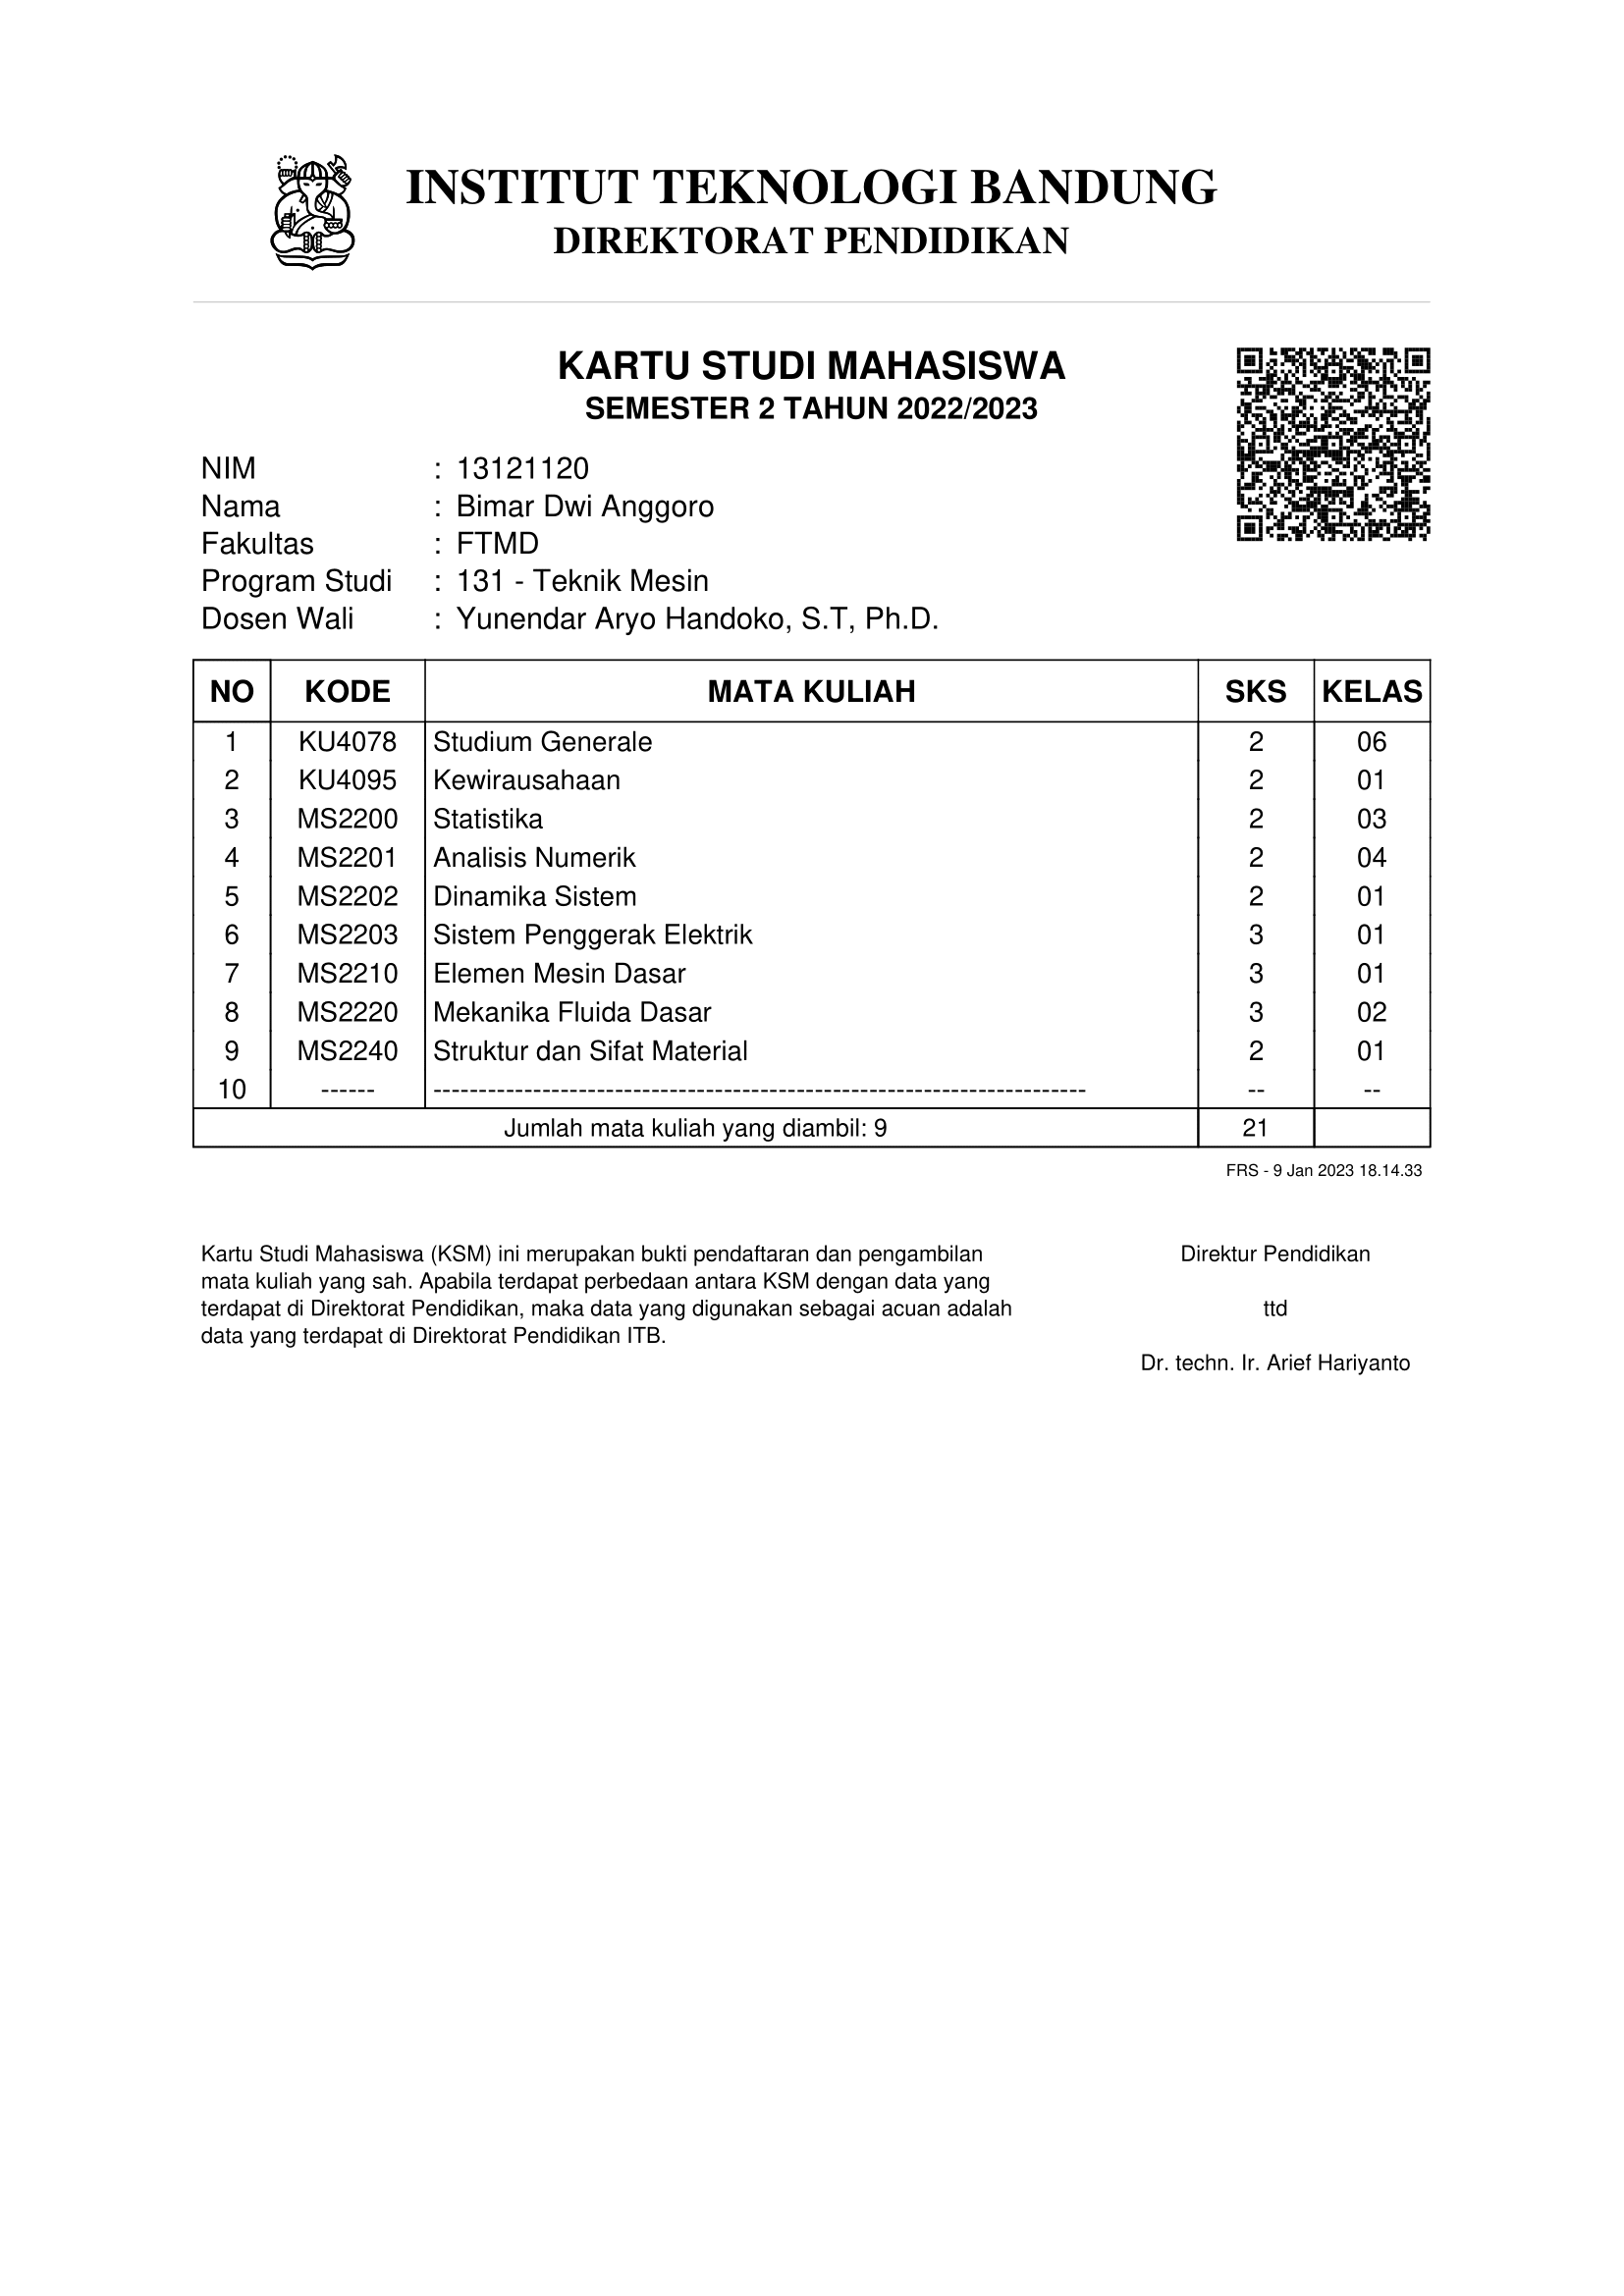 INSTITUT TEKNOLOGI BANDUNG
DIREKTORAT PENDIDIKAN
KARTU STUDI MAHASISWA
SEMESTER 2 TAHUN 2022/2023
NIM : 13121120
Nama : Bimar Dwi Anggoro
Fakultas : FTMD
Program Studi : 131 - Teknik Mesin
Dosen Wali : Yunendar Aryo Handoko, S.T, Ph.D.
NO KODE MATA KULIAH SKS KELAS
1 KU4078 Studium Generale 2 06
2 KU4095 Kewirausahaan 2 01
3 MS2200 Statistika 2 03
4 MS2201 Analisis Numerik 2 04
5 MS2202 Dinamika Sistem 2 01
6 MS2203 Sistem Penggerak Elektrik 3 01
7 MS2210 Elemen Mesin Dasar 3 01
8 MS2220 Mekanika Fluida Dasar 3 02
9 MS2240 Struktur dan Sifat Material 2 01
10 ------ ------------------------------------------------------------------------ -- --
Jumlah mata kuliah yang diambil: 9 21
FRS - 9 Jan 2023 18.14.33
Kartu Studi Mahasiswa (KSM) ini merupakan bukti pendaftaran dan pengambilan
mata kuliah yang sah. Apabila terdapat perbedaan antara KSM dengan data yang
terdapat di Direktorat Pendidikan, maka data yang digunakan sebagai acuan adalah
data yang terdapat di Direktorat Pendidikan ITB.
Direktur Pendidikan
ttd
Dr. techn. Ir. Arief Hariyanto